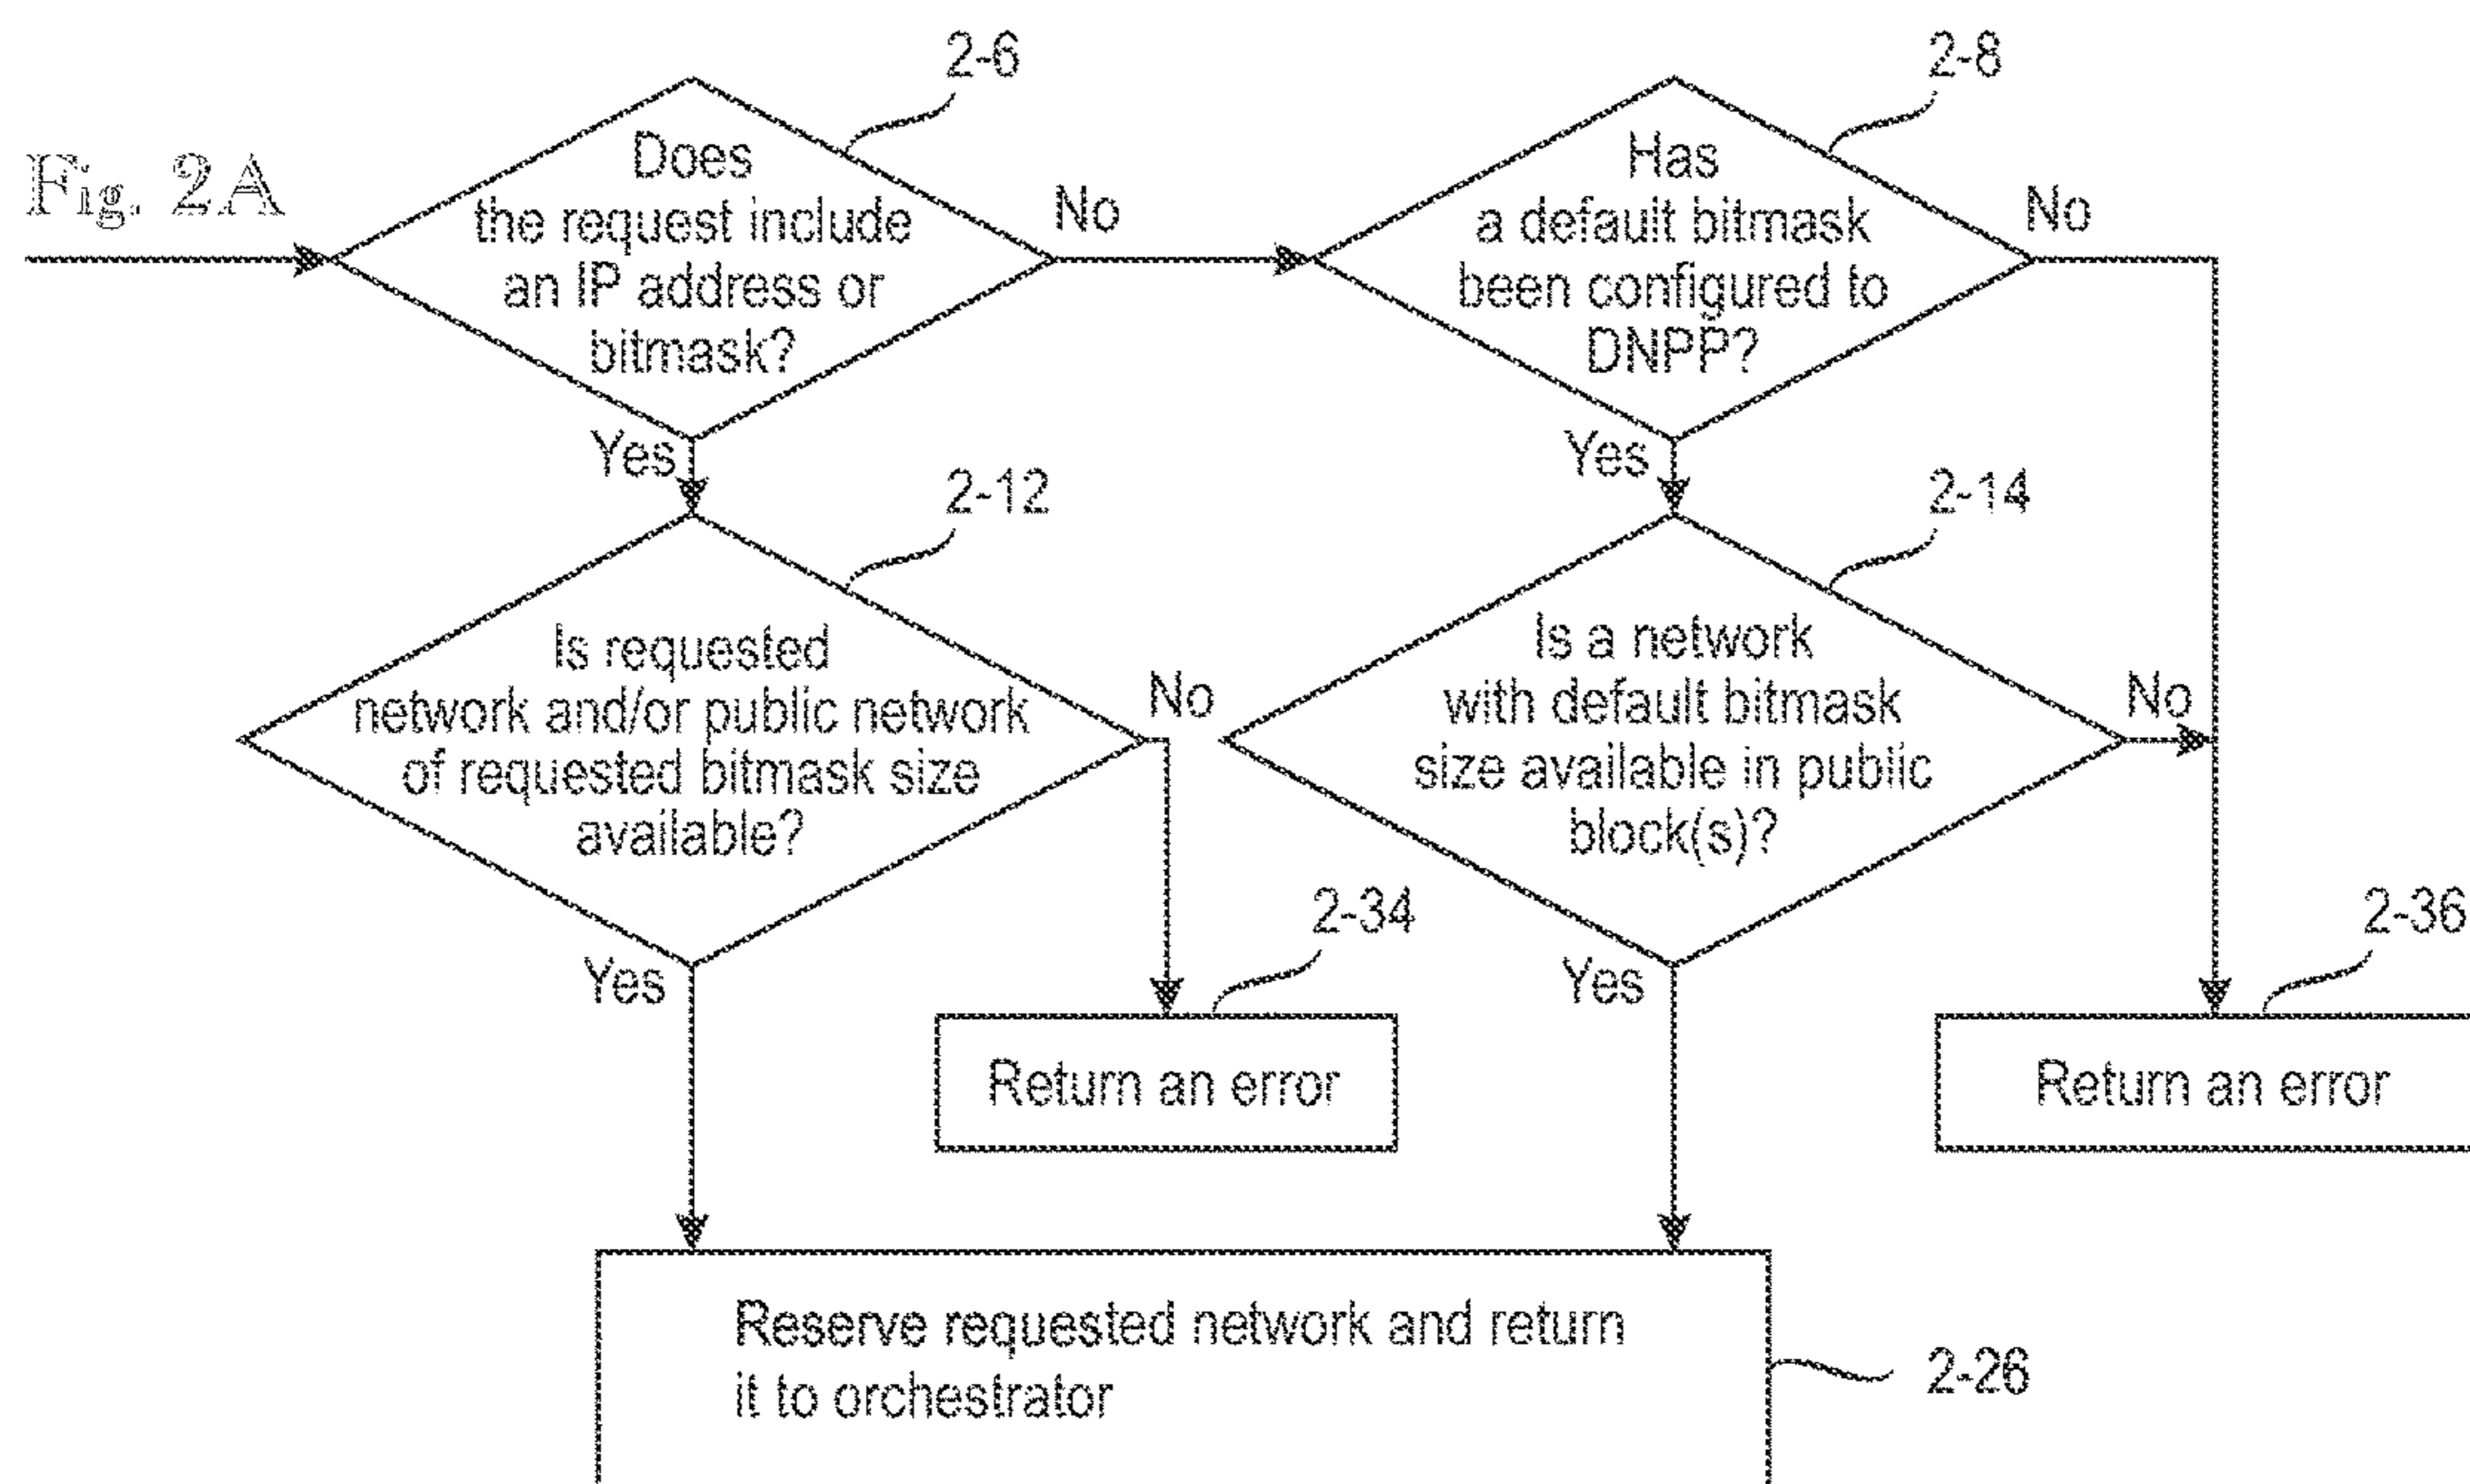 2-6
2-8
Fig. 2A
Does
the request include
an IP address or
bitmask?
No
Has
a default bitmask
been configured to
DNPP?
No
Yes
Yes
2-12
2-14
Is requested
network and/or public network
of requested bitmask size
available?
No
Is a network
with default bitmask
size available in public
block(s)?
No
Yes
2-34
Yes
2-36
Return an error
Return an error
Reserve requested network and return
it to orchestrator
2-26